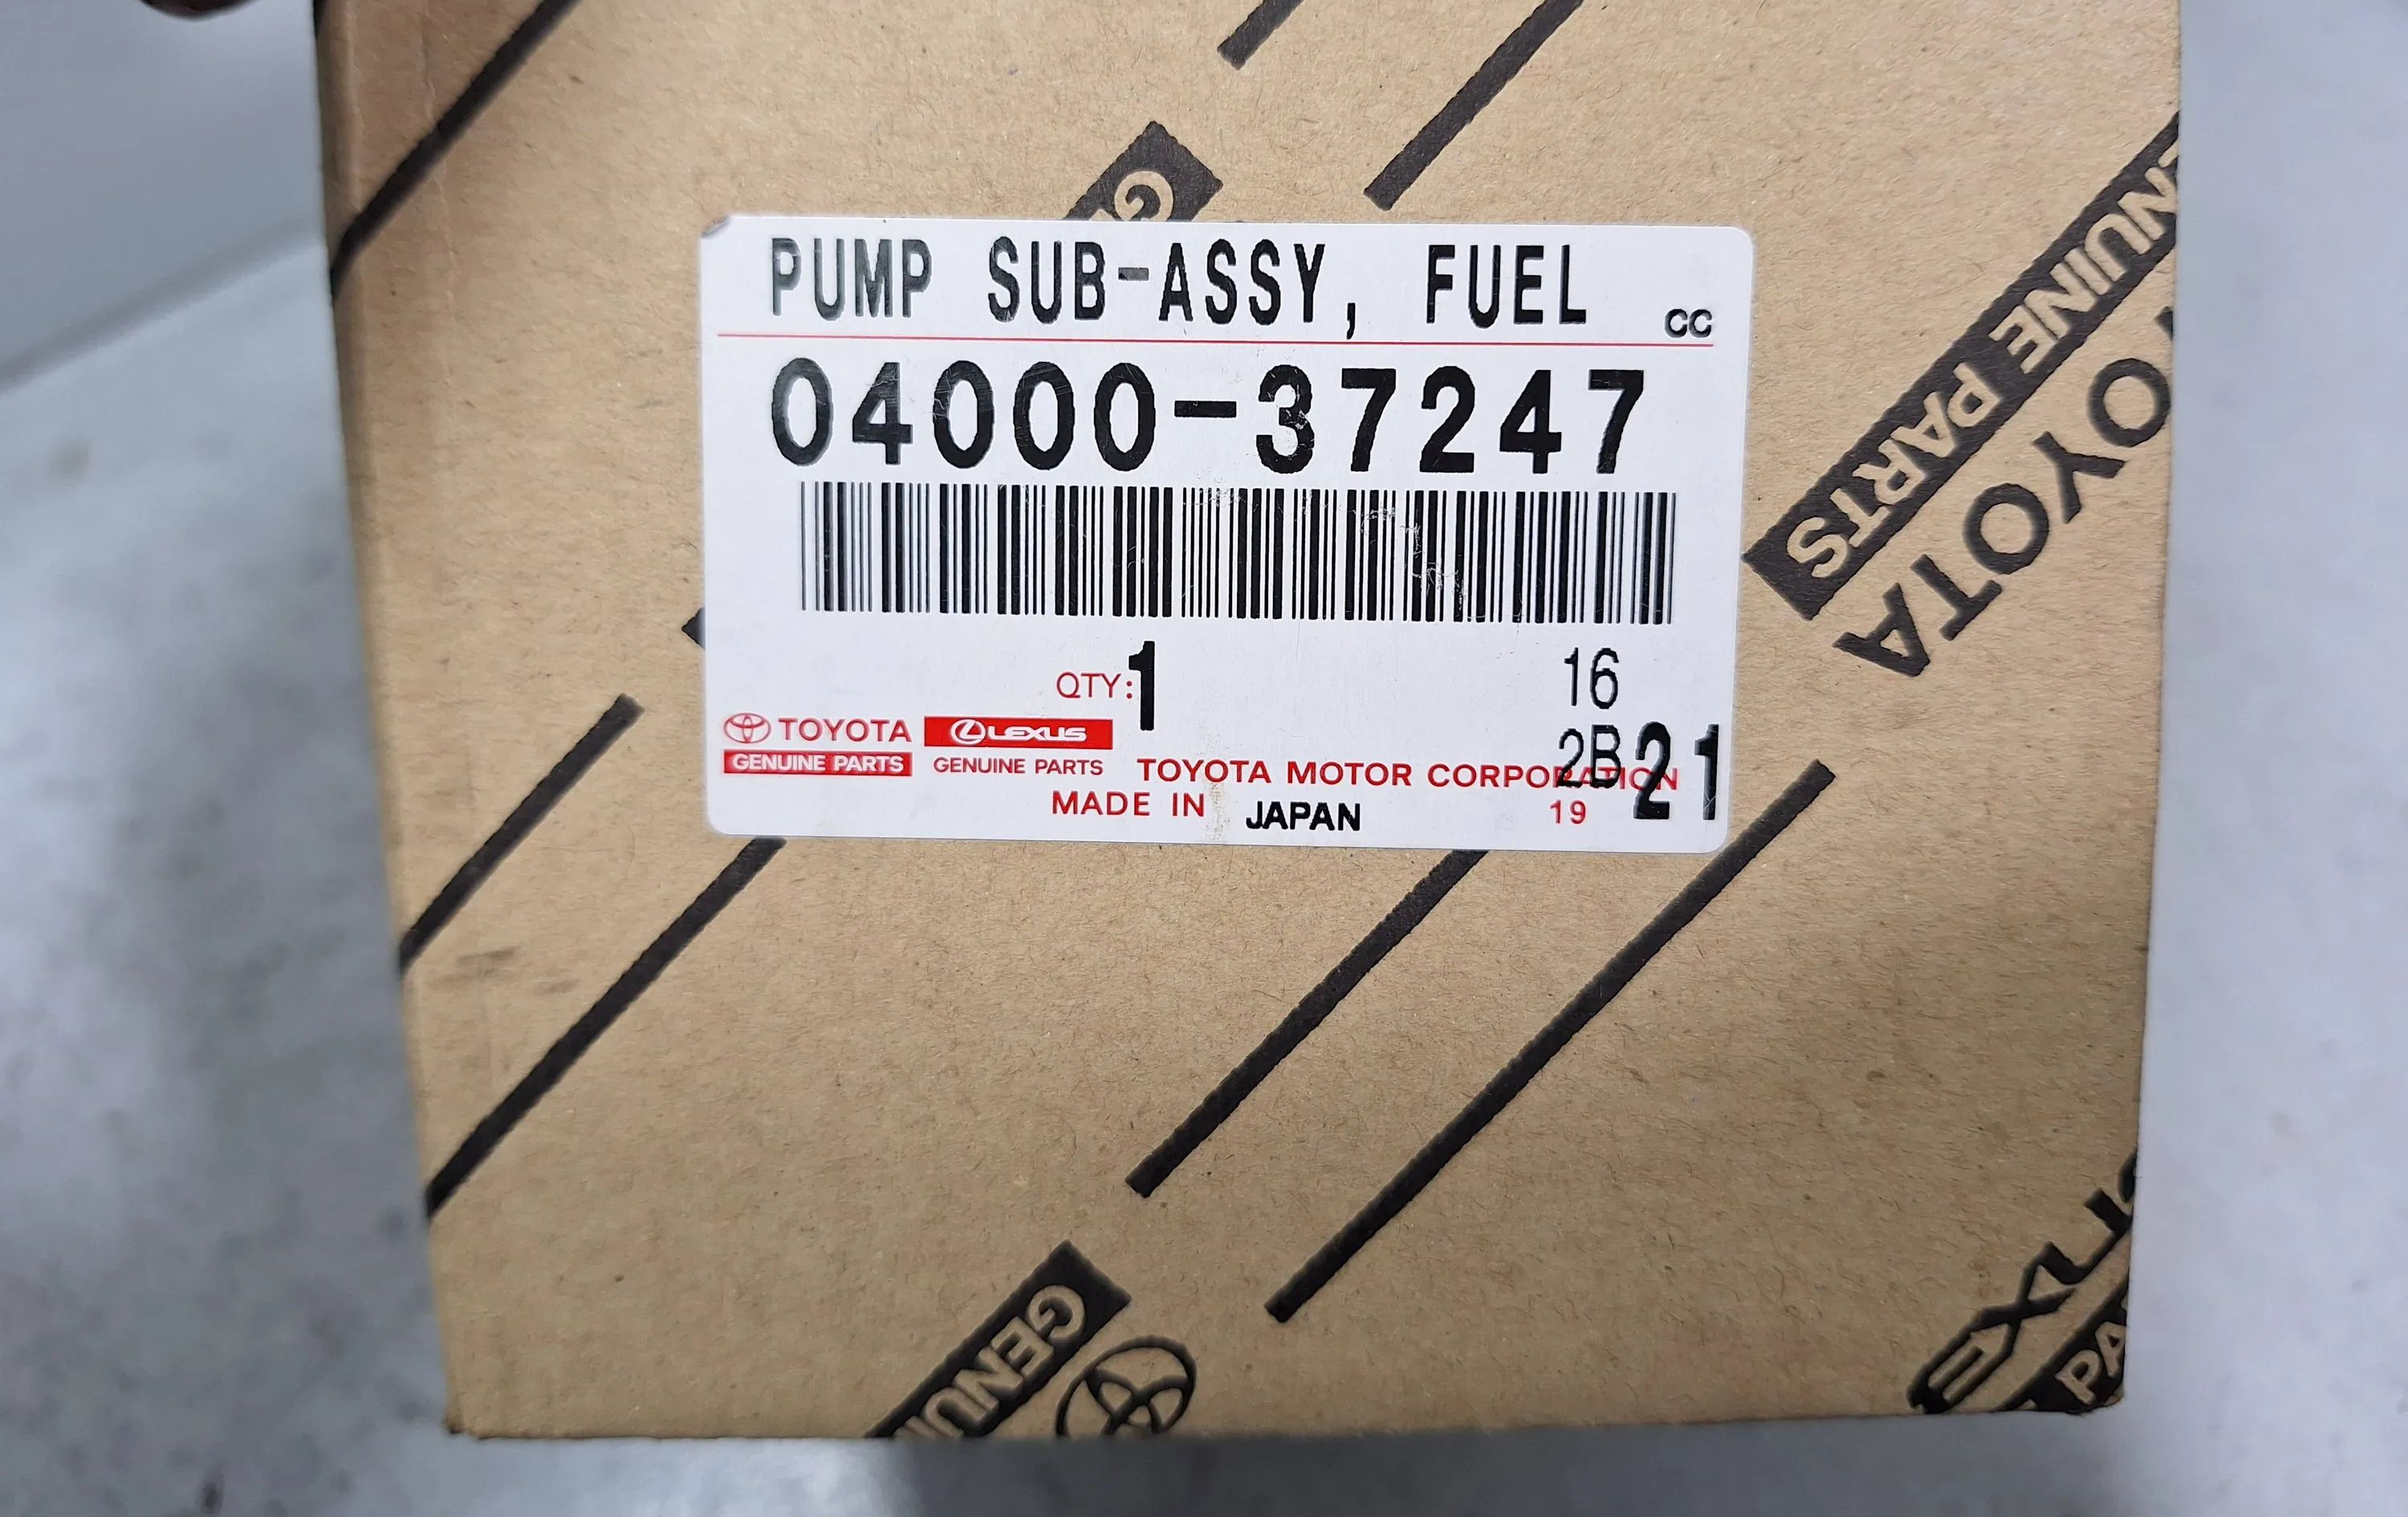 PUMP SUB-ASSY, FUEL CC
04000-37247
QTY: 1
16
2B 21
TOYOTA LEXUS
GENUINE PARTS GENUINE PARTS TOYOTA MOTOR CORPORATION
MADE IN JAPAN 19
GENUINE PARTS
TOYOTA